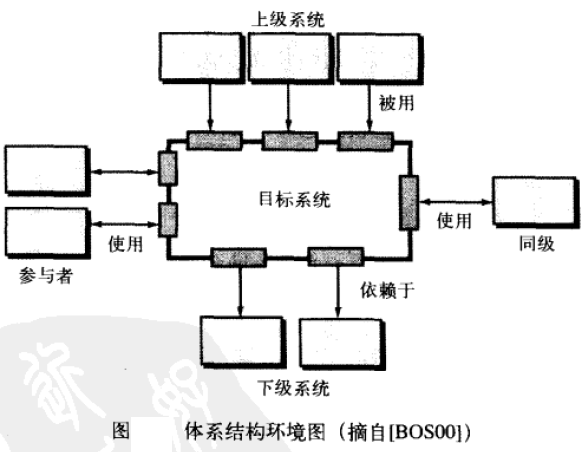 上级系统
被用
目标系统
使用
参与者
使用
同级
依赖于
下级系统
图 体系结构环境图（摘自[BOS00]）